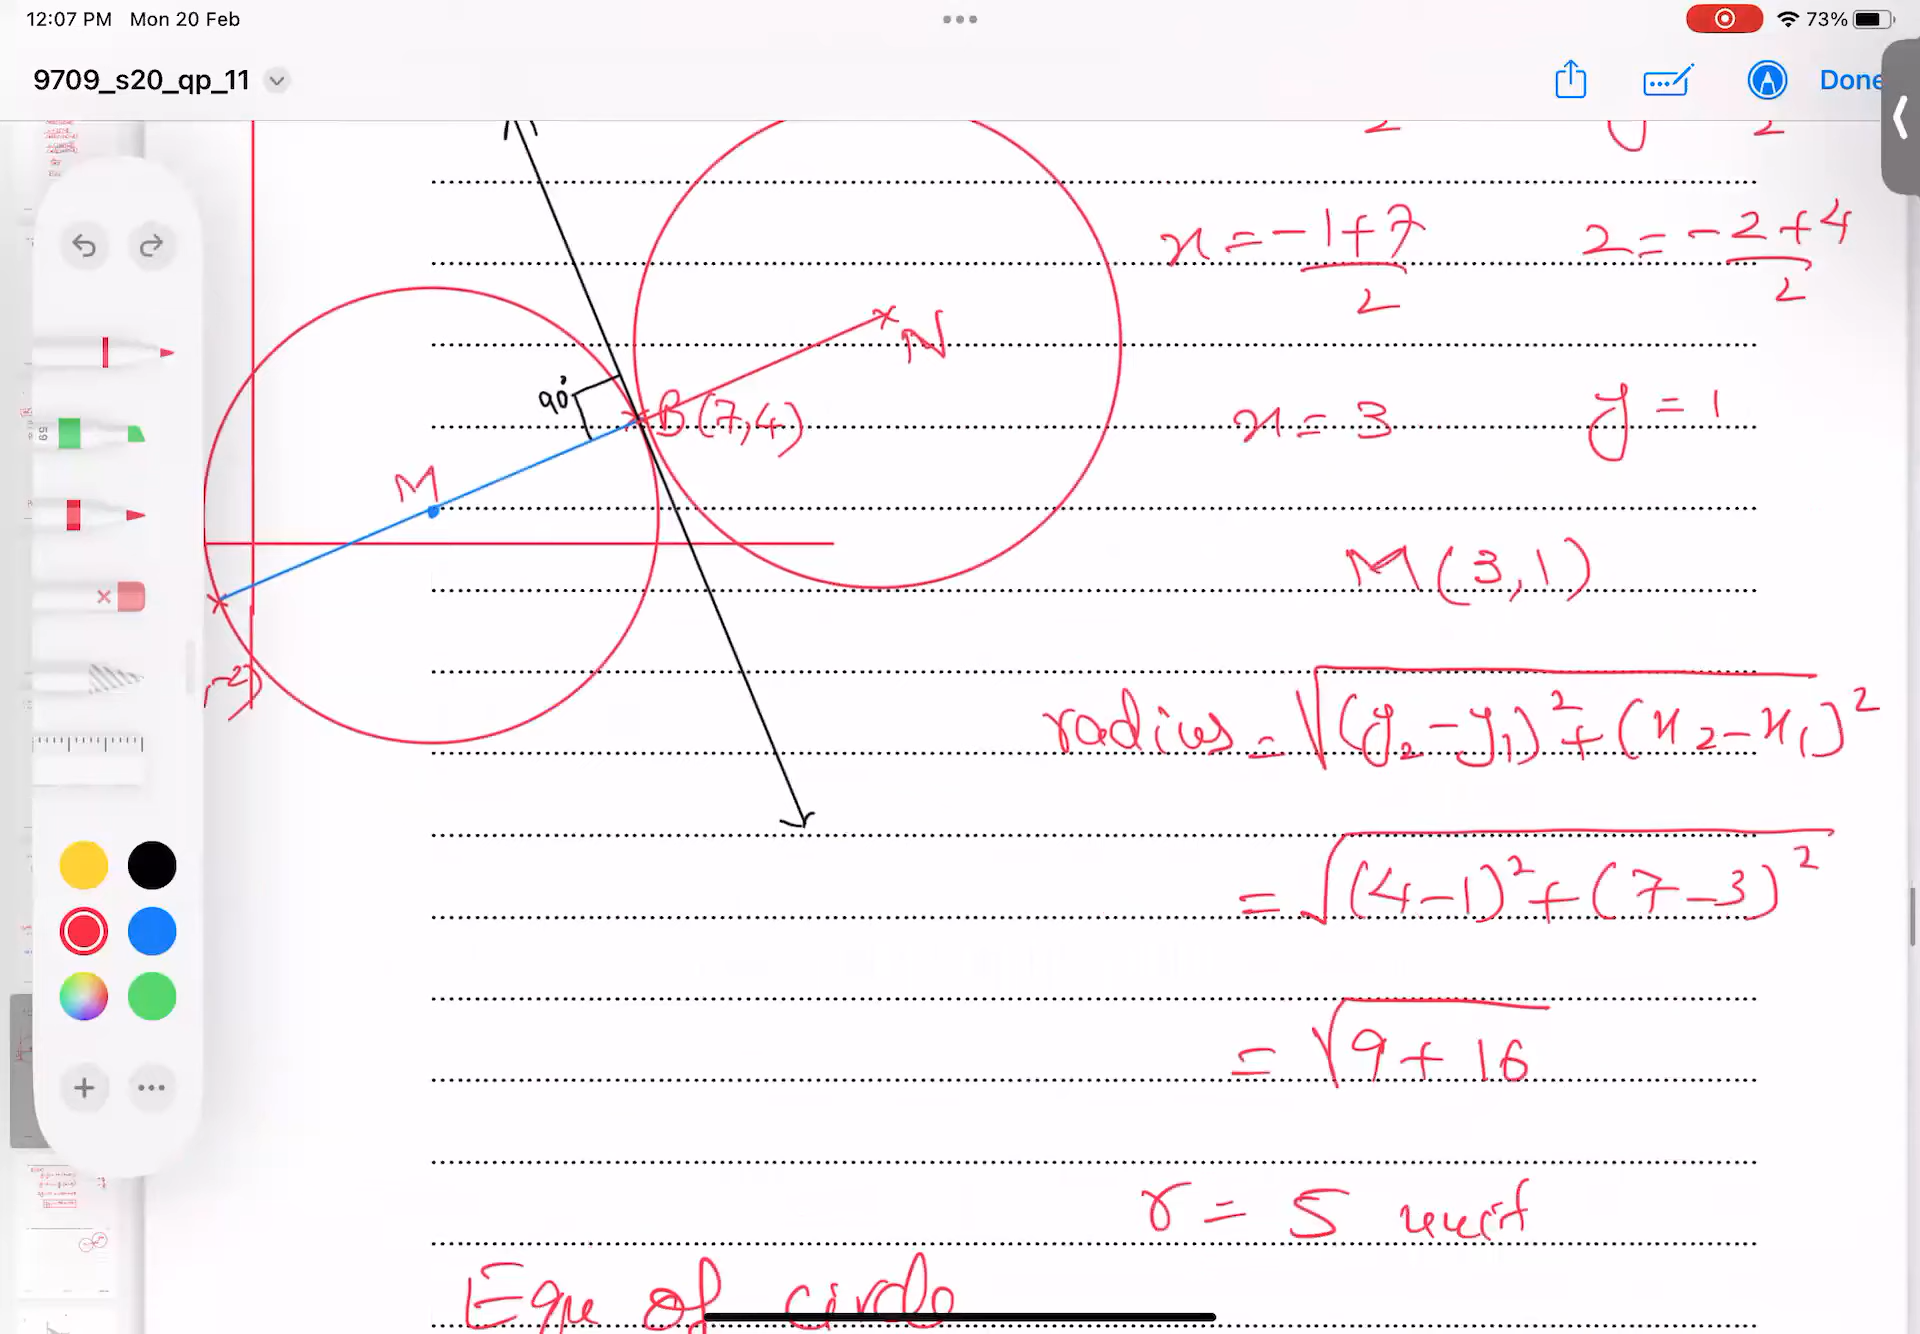 12:07 PM Mon 20 Feb
73%
9709_s20_qp_11
Done
x = -1+7 / 2
2 = -2+4 / 2
N
90°
B(7,4)
x = 3
y = 1
M
M(3,1)
-2)
radius = √(y₂-y₁)² + (x₂-x₁)²
= √(4-1)² + (7-3)²
= √9 + 16
r = 5 unit
Eqn of circle
59